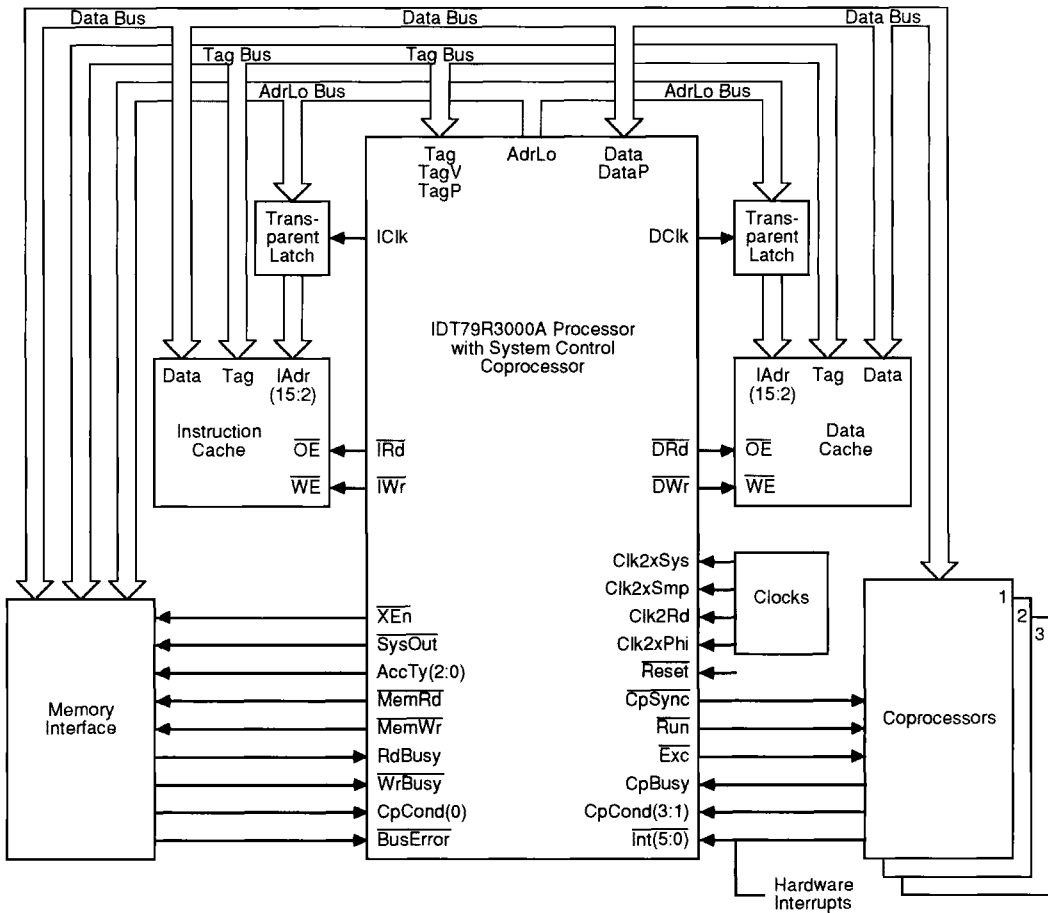 Data Bus
Data Bus
Data Bus
Tag Bus
Tag Bus
AdrLo Bus
AdrLo Bus
Tag
TagV
TagP
AdrLo
Data
DataP
Trans-
parent
Latch
IClk
DClk
Trans-
parent
Latch
IDT79R3000A Processor
with System Control
Coprocessor
Data
Tag
IAdr
(15:2)
Instruction
Cache
OE
WE
IRd
IWr
DRd
DWr
IAdr
(15:2)
Tag
Data
Data
Cache
OE
WE
Clk2xSys
Clk2xSmp
Clk2Rd
Clk2xPhi
Reset
Clocks
Memory
Interface
XEn
SysOut
AccTy(2:0)
MemRd
MemWr
RdBusy
WrBusy
CpCond(0)
BusError
CpSync
Run
Exc
CpBusy
CpCond(3:1)
Int(5:0)
Coprocessors
1
2
3
Hardware
Interrupts